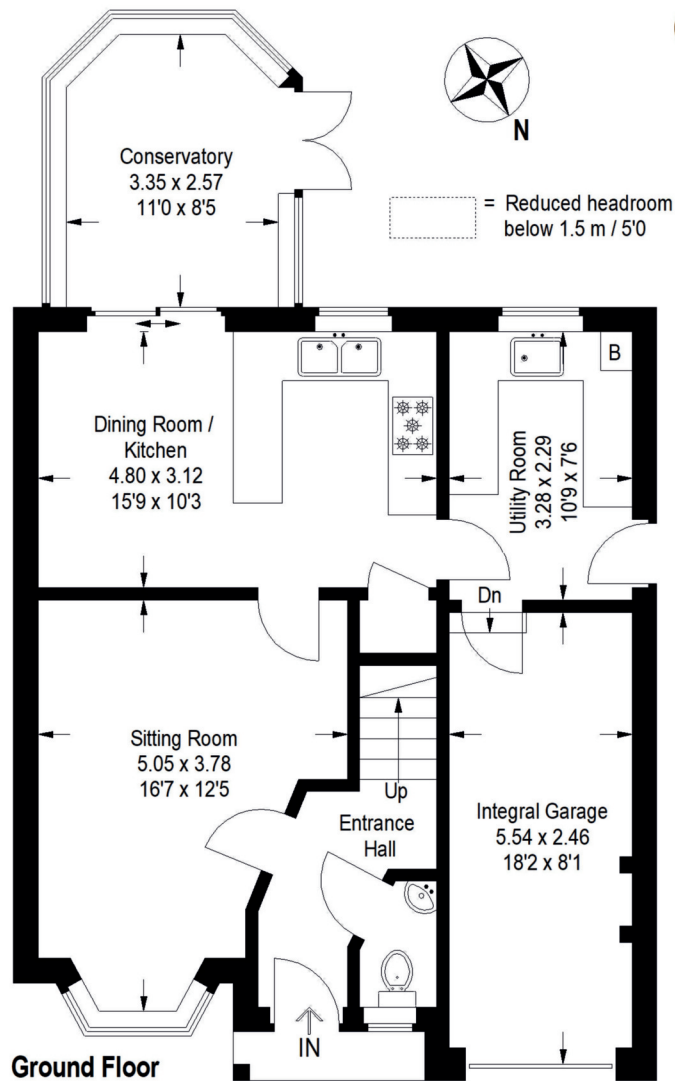 Conservatory
3.35 x 2.57
11'0 x 8'5
N
= Reduced headroom
below 1.5 m / 5'0
Dining Room /
Kitchen
4.80 x 3.12
15'9 x 10'3
B
Utility Room
3.28 x 2.29
10'9 x 7'6
Dn
Sitting Room
5.05 x 3.78
16'7 x 12'5
Up
Entrance
Hall
Integral Garage
5.54 x 2.46
18'2 x 8'1
IN
Ground Floor